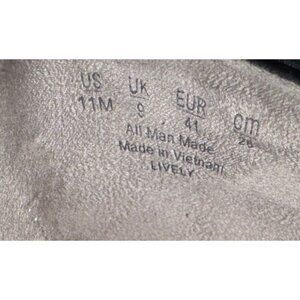 US UK EUR cm
11M 9 41 28
All Man Made
Made in Vietnam
LIVELY